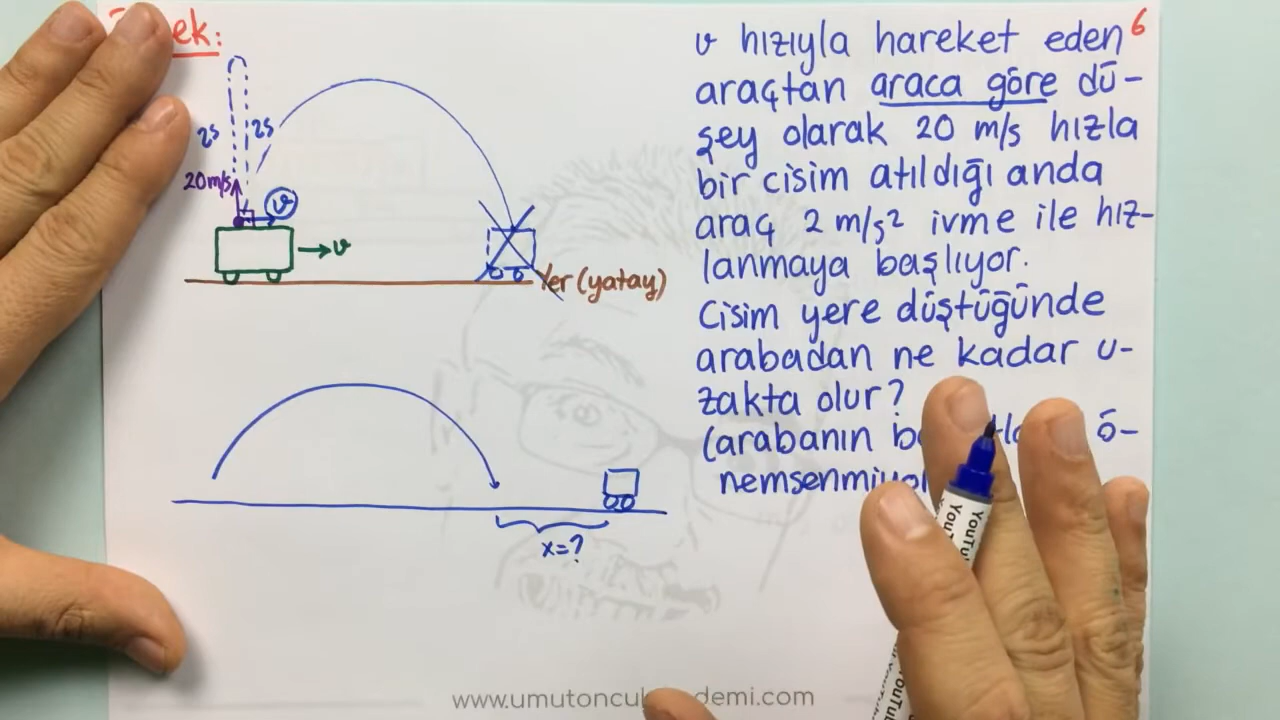 ek:
2s
2s
20m/s
v
v
Yer (yatay)
x=?
6
v hızıyla hareket eden
araçtan araca göre dü-
şey olarak 20 m/s hızla
bir cisim atıldığı anda
araç 2 m/s² ivme ile hız-
lanmaya başlıyor.
Cisim yere düştüğünde
arabadan ne kadar u-
zakta olur?
(arabanın ö-
www.umutoncul
demi.com
YouTu
YouTu